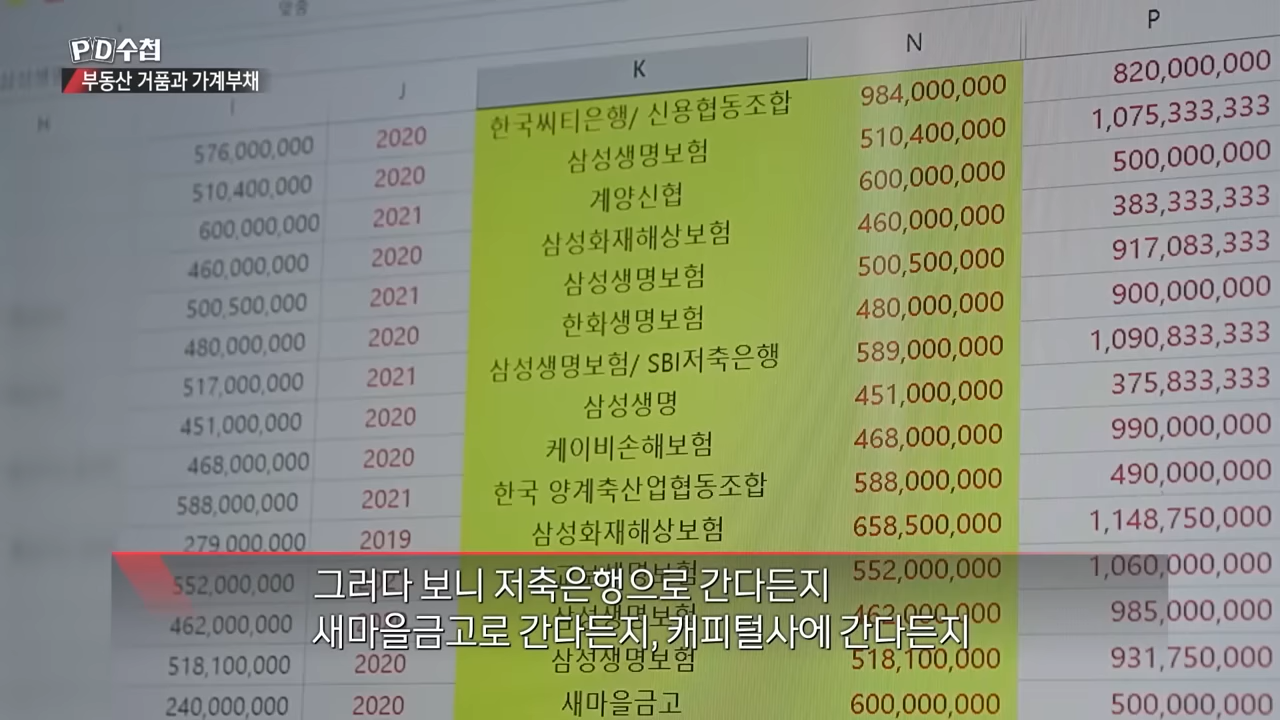 맞춤
PD수첩
부동산 거품과 가계부채
H I J K N P
576,000,000 2020 한국씨티은행/ 신용협동조합 984,000,000 820,000,000
510,400,000 2020 삼성생명보험 510,400,000 1,075,333,333
600,000,000 2021 계양신협 600,000,000 500,000,000
460,000,000 2020 삼성화재해상보험 460,000,000 383,333,333
500,500,000 2021 삼성생명보험 500,500,000 917,083,333
480,000,000 2020 한화생명보험 480,000,000 900,000,000
517,000,000 2021 삼성생명보험/ SBI저축은행 589,000,000 1,090,833,333
451,000,000 2020 삼성생명 451,000,000 375,833,333
468,000,000 2020 케이비손해보험 468,000,000 990,000,000
588,000,000 2021 한국 양계축산업협동조합 588,000,000 490,000,000
279,000,000 2019 삼성화재해상보험 658,500,000 1,148,750,000
552,000,000 552,000,000 1,060,000,000
462,000,000 462,000,000 985,000,000
518,100,000 2020 삼성생명보험 518,100,000 931,750,000
240,000,000 2020 새마을금고 600,000,000 500,000,000
그러다 보니 저축은행으로 간다든지
새마을금고로 간다든지, 캐피털사에 간다든지